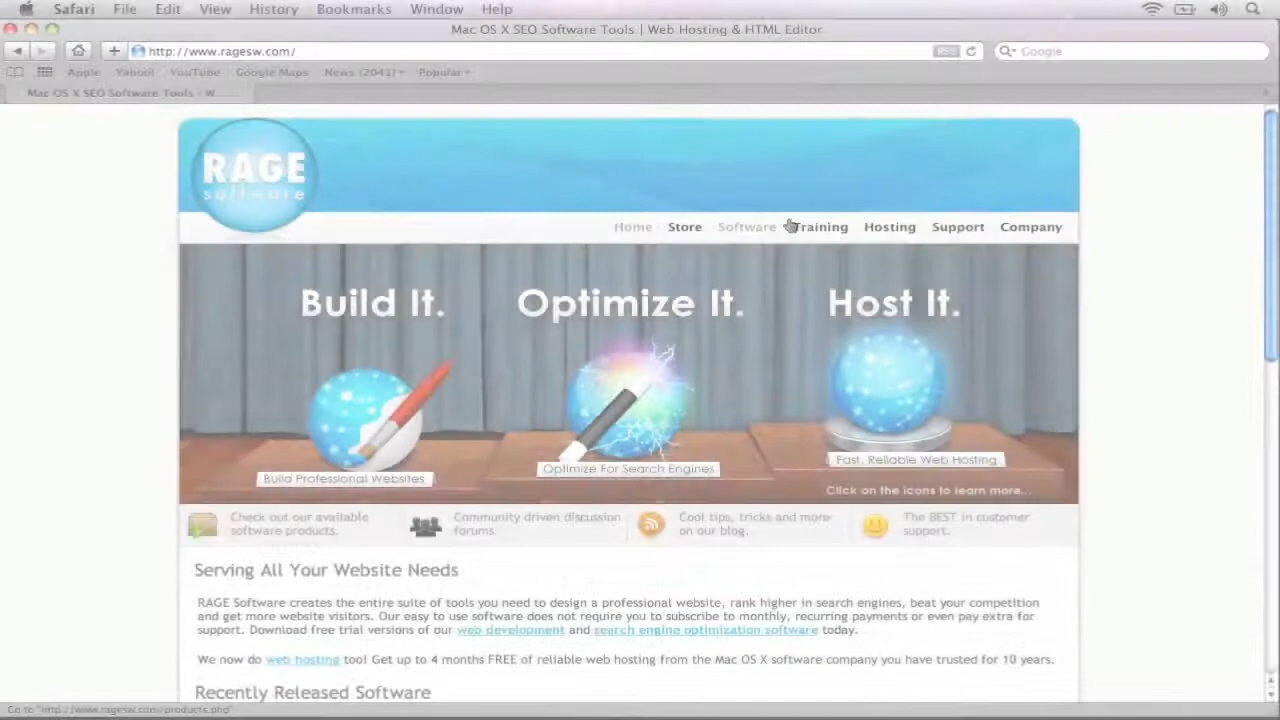 Safari File Edit View History Bookmarks Window Help
Mac OS X SEO Software Tools | Web Hosting & HTML Editor
http://www.ragesw.com/
RSS
Google
Apple Yahoo! YouTube Google Maps News (2041) Popular
Mac OS X SEO Software Tools - W...
RAGE
software
Home Store Software Training Hosting Support Company
Build It. Optimize It. Host It.
Build Professional Websites
Optimize For Search Engines
Fast, Reliable Web Hosting.
Click on the icons to learn more...
Check out our available
software products.
Community driven discussion
forums.
Cool tips, tricks and more
on our blog.
The BEST in customer
support.
Serving All Your Website Needs
RAGE Software creates the entire suite of tools you need to design a professional website, rank higher in search engines, beat your competition
and get more website visitors. Our easy to use software does not require you to subscribe to monthly, recurring payments or even pay extra for
support. Download free trial versions of our web development and search engine optimization software today.
We now do web hosting too! Get up to 4 months FREE of reliable web hosting from the Mac OS X software company you have trusted for 10 years.
Recently Released Software
Go to "http://www.ragesw.com/products.php"